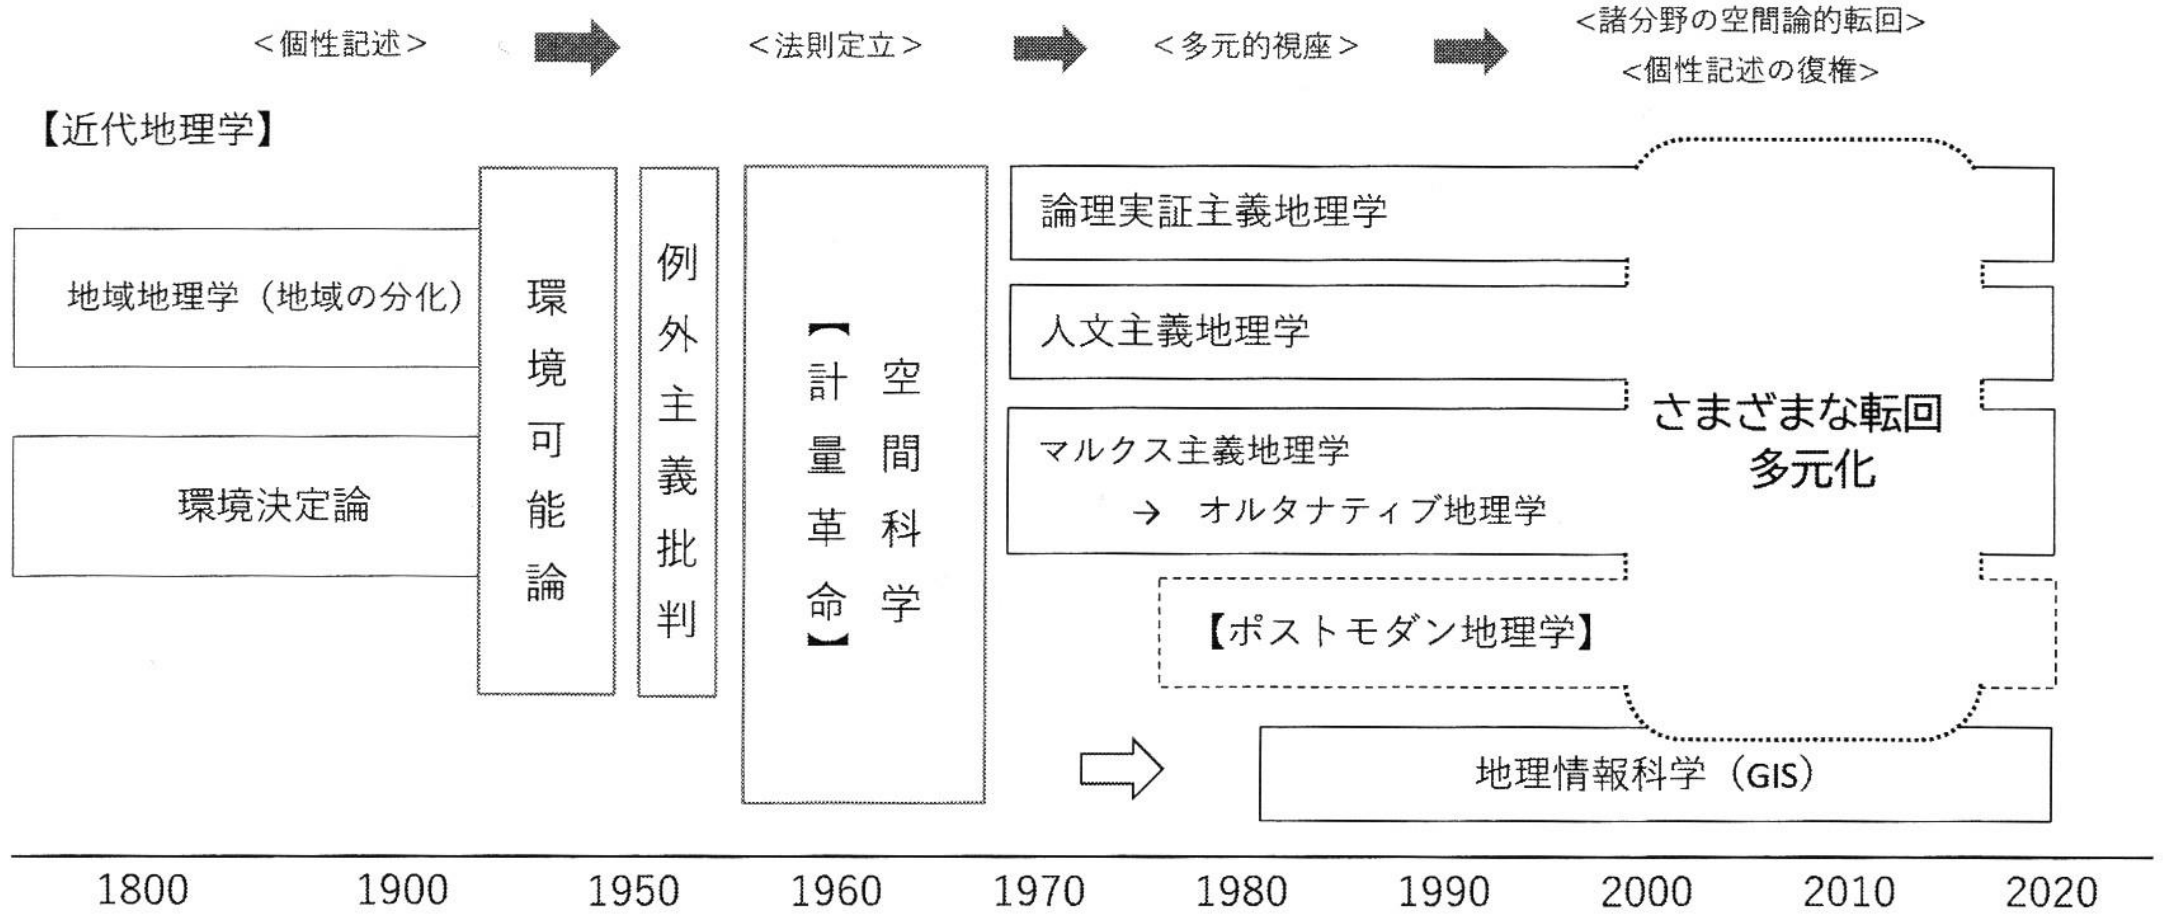 <個性記述>
<法則定立>
<多元的視座>
<諸分野の空間論的転回>
<個性記述の復権>
【近代地理学】
地域地理学（地域の分化）
環境決定論
環境可能論
例外主義批判
空間科学
【計量革命】
論理実証主義地理学
人文主義地理学
マルクス主義地理学
→ オルタナティブ地理学
【ポストモダン地理学】
さまざまな転回
多元化
地理情報科学（GIS）
1800 1900 1950 1960 1970 1980 1990 2000 2010 2020